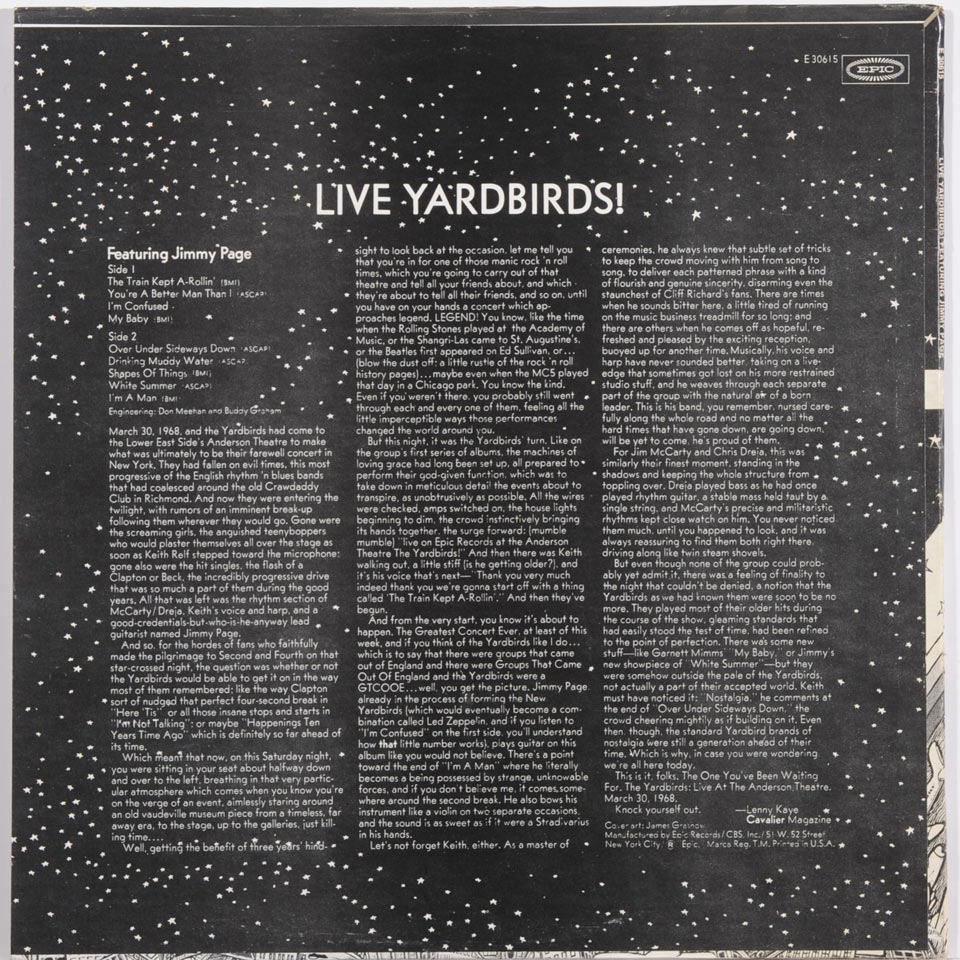 E 30615
EPIC
LIVE YARDBIRDS!
Featuring Jimmy Page
Side 1
The Train Kept A-Rollin' (BMI)
You're A Better Man Than I (ASCAP)
I'm Confused
My Baby (BMI)
Side 2
Over Under Sideways Down (ASCAP)
Drinking Muddy Water (ASCAP)
Shapes Of Things (BMI)
White Summer (ASCAP)
I'm A Man (BMI)
Engineering: Don Meehan and Buddy Graham
March 30, 1968, and the Yardbirds had come to
the Lower East Side's Anderson Theatre to make
what was ultimately to be their farewell concert in
New York. They had fallen on evil times, this most
progressive of the English rhythm 'n blues bands
that had coalesced around the old Crawdaddy
Club in Richmond. And now they were entering the
twilight, with rumors of an imminent break-up
following them wherever they would go. Gone were
the screaming girls, the anguished teenyboppers
who would plaster themselves all over the stage as
soon as Keith Relf stepped toward the microphone;
gone also were the hit singles, the flash of a
Clapton or Beck, the incredibly progressive drive
that was so much a part of them during the good
years. All that was left was the rhythm section of
McCarty/Dreja, Keith's voice and harp, and a
good-credentials-but-who-is-he-anyway lead
guitarist named Jimmy Page.
And so, for the hordes of fans who faithfully
made the pilgrimage to Second and Fourth on that
star-crossed night, the question was whether or not
the Yardbirds would be able to get it on in the way
most of them remembered; like the way Clapton
sort of nudged that perfect four-second break in
"Here 'Tis" or all those insane stops and starts in
"I'm Not Talking"; or maybe "Happenings Ten
Years Time Ago" which is definitely so far ahead of
its time.
Which meant that now, on this Saturday night,
you were sitting in your seat about halfway down
and over to the left, breathing in that very partic-
ular atmosphere which comes when you know you're
on the verge of an event, aimlessly staring around
an old vaudeville museum piece from a timeless, far
away era, to the stage, up to the galleries, just kill-
ing time....
Well, getting the benefit of three years' hind-
sight to look back at the occasion, let me tell you
that you're in for one of those manic rock 'n roll
times, which you're going to carry out of that
theatre and tell all your friends about, and which
they're about to tell all their friends, and so on, until
you have on your hands a concert which ap-
proaches legend, LEGEND! You know, like the time
when the Rolling Stones played at the Academy of
Music, or the Shangri-Las came to St. Augustine's,
or the Beatles first appeared on Ed Sullivan, or...
(blow the dust off; a little rustle of the rock 'n roll
history pages)...maybe even when the MC5 played
that day in a Chicago park. You know the kind.
Even if you weren't there, you probably still went
through each and every one of them, feeling all the
little imperceptible ways those performances
changed the world around you.
But this night, it was the Yardbirds' turn. Like on
the group's first series of albums, the machines of
loving grace had long been set up, all prepared to
perform their god-given function, which was to
take down in meticulous detail the events about to
transpire, as unobtrusively as possible. All the wires
were checked, amps switched on, the house lights
beginning to dim, the crowd instinctively bringing
its hands together, the surge forward; (mumble
mumble) "live on Epic Records at the Anderson
Theatre The Yardbirds!" And then there was Keith
walking out, a little stiff (is he getting older?), and
it's his voice that's next—"Thank you very much
indeed thank you we're gonna start off with a thing
called 'The Train Kept A-Rollin'." And then they've
begun.
And from the very start, you know it's about to
happen. The Greatest Concert Ever, at least of this
week, and if you think of the Yardbirds like I do...
which is to say that there were groups that came
out of England and there were Groups That Came
Out Of England and the Yardbirds were a
GTCOOE...well, you get the picture. Jimmy Page,
already in the process of forming the New
Yardbirds (which would eventually become a com-
bination called Led Zeppelin, and if you listen to
"I'm Confused" on the first side, you'll understand
how that little number works), plays guitar on this
album like you would not believe. There's a point
toward the end of "I'm A Man" where he literally
becomes a being possessed by strange, unknowable
forces, and if you don't believe me, it comes some-
where around the second break. He also bows his
instrument like a violin on two separate occasions,
and the sound is as sweet as if it were a Stradivarius
in his hands.
Let's not forget Keith, either. As a master of
ceremonies, he always knew that subtle set of tricks
to keep the crowd moving with him from song to
song, to deliver each patterned phrase with a kind
of flourish and genuine sincerity, disarming even the
staunchest of Cliff Richard's fans. There are times
when he sounds bitter here, a little tired of running
on the music business treadmill for so long; and
there are others when he comes off as hopeful, re-
freshed and pleased by the exciting reception,
buoyed up for another time. Musically, his voice and
harp have never sounded better, taking on a live-
edge that sometimes got lost on his more restrained
studio stuff, and he weaves through each separate
part of the group with the natural air of a born
leader. This is his band, you remember, nursed care-
fully along the whole road and no matter all the
hard times that have gone down, are going down,
will be yet to come, he's proud of them.
For Jim McCarty and Chris Dreja, this was
similarly their finest moment, standing in the
shadows and keeping the whole structure from
toppling over. Dreja played bass as he had once
played rhythm guitar, a stable mass held taut by a
single string, and McCarty's precise and militaristic
rhythms kept close watch on him. You never noticed
them much, until you happened to look, and it was
always reassuring to find them both right there,
driving along like twin steam shovels.
But even though none of the group could prob-
ably yet admit it, there was a feeling of finality to
the night that couldn't be denied, a notion that the
Yardbirds as we had known them were soon to be no
more. They played most of their older hits during
the course of the show, gleaming standards that
had easily stood the test of time, had been refined
to the point of perfection. There was some new
stuff—like Garnett Mimms' "My Baby," or Jimmy's
new showpiece of "White Summer"—but they
were somehow outside the pale of the Yardbirds,
not actually a part of their accepted world. Keith
must have noticed it; "Nostalgia," he comments at
the end of "Over Under Sideways Down," the
crowd cheering mightily as if building on it. Even
then, though, the standard Yardbird brands of
nostalgia were still a generation ahead of their
time. Which is why, in case you were wondering
we're all here today.
This is it, folks. The One You've Been Waiting
For. The Yardbirds: Live At The Anderson Theatre.
March 30, 1968.
Knock yourself out. —Lenny Kaye
Cavalier Magazine
Cover art: James Grashow
Manufactured by Epic Records/CBS, Inc./51 W. 52 Street
New York City/ ® "Epic," Marca Reg. T.M. Printed in U.S.A.
E 30615
LIVE YARDBIRDS! FEATURING JIMMY PAGE